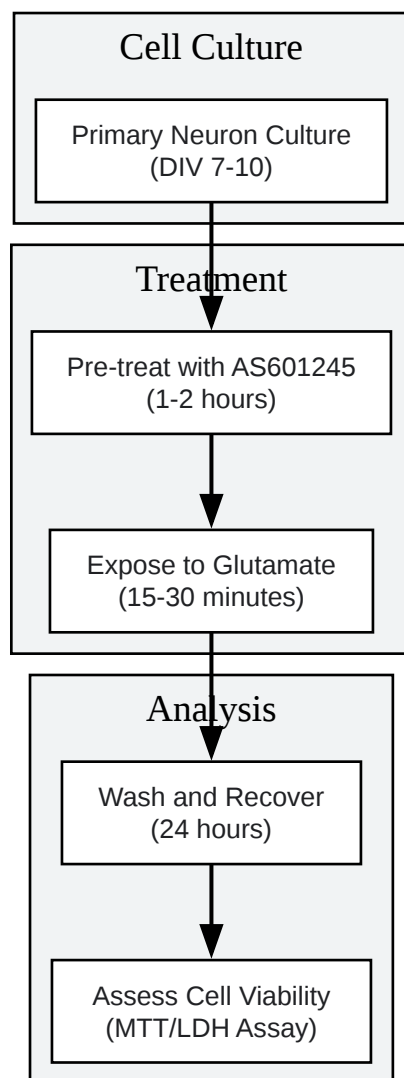 Cell Culture
Primary Neuron Culture
(DIV 7-10)
Treatment
Pre-treat with AS601245
(1-2 hours)
Expose to Glutamate
(15-30 minutes)
Analysis
Wash and Recover
(24 hours)
Assess Cell Viability
(MTT/LDH Assay)